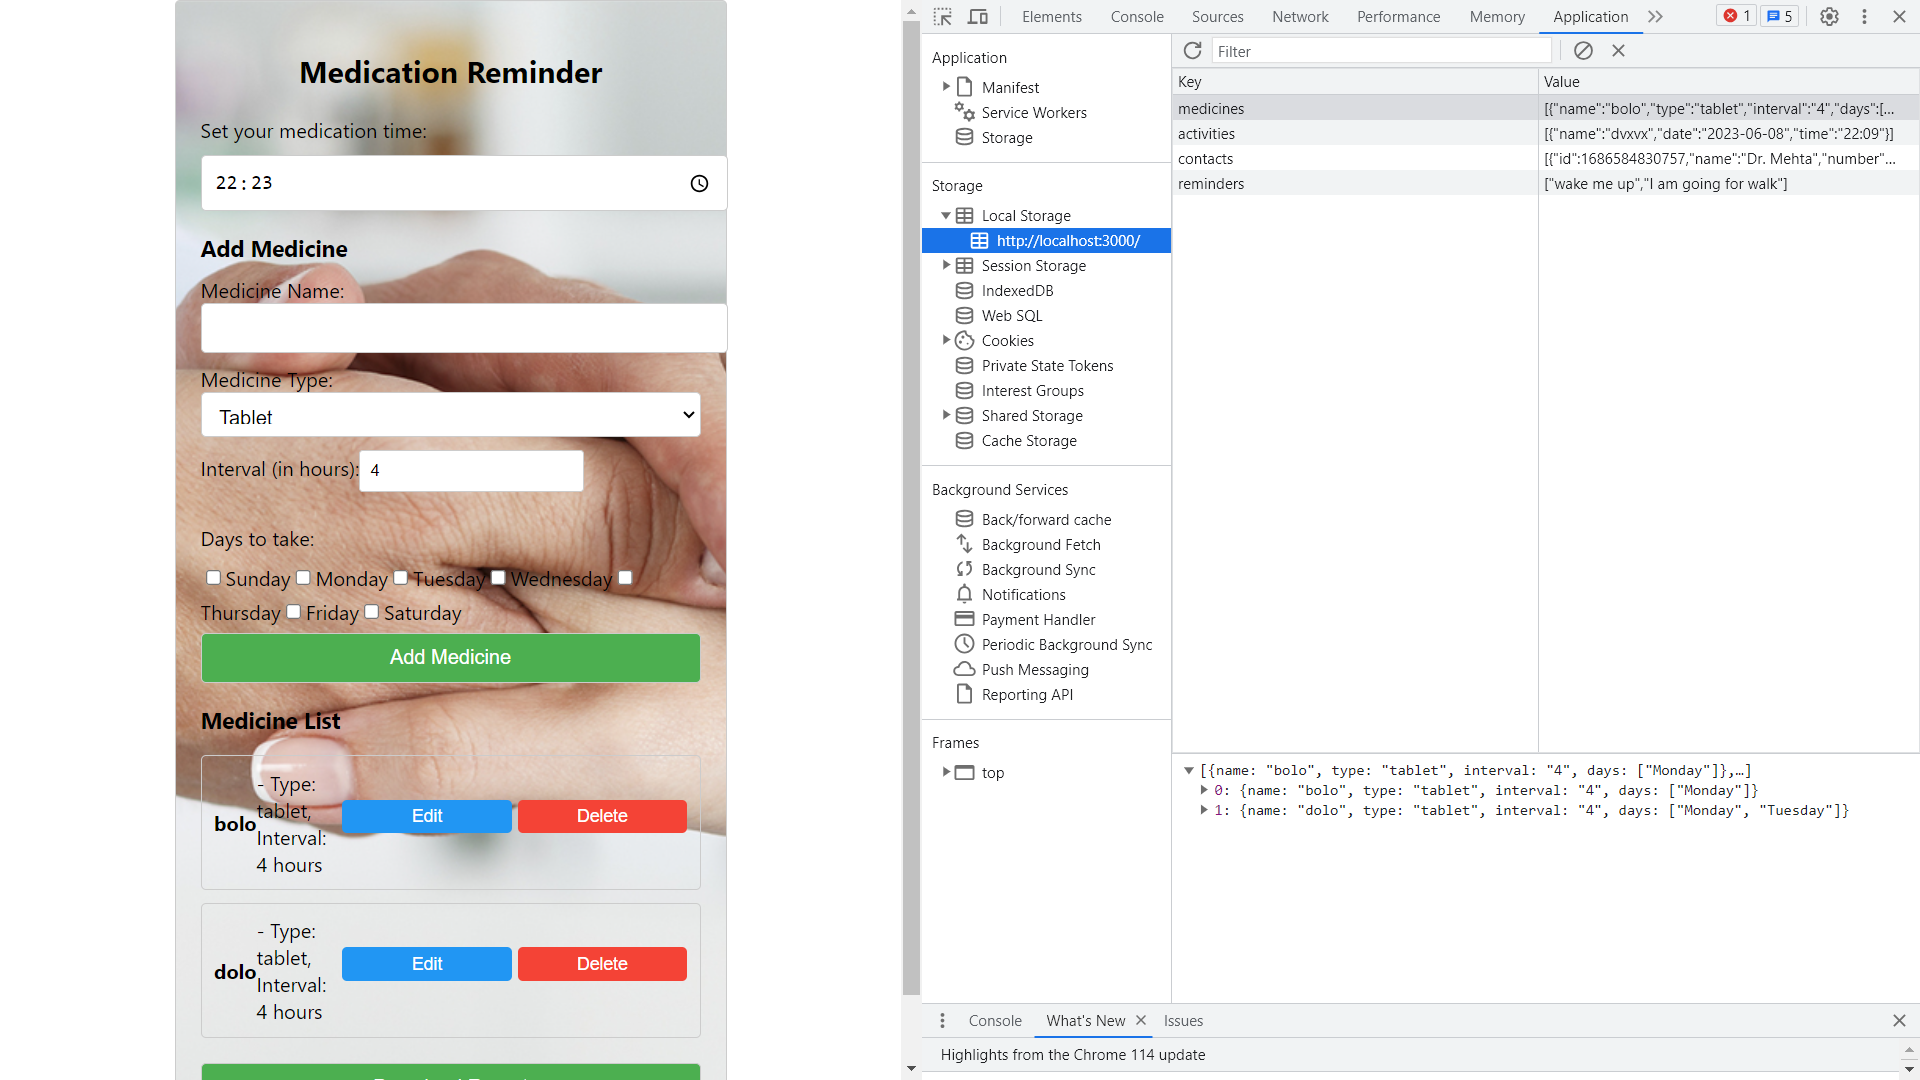 Medication Reminder
Set your medication time:
22:23
Add Medicine
Medicine Name:
Medicine Type:
Tablet
Interval (in hours): 4
Days to take:
Sunday Monday Tuesday Wednesday
Thursday Friday Saturday
Add Medicine
Medicine List
bolo
- Type:
tablet,
Interval:
4 hours
Edit Delete
dolo
- Type:
tablet,
Interval:
4 hours
Edit Delete
Elements Console Sources Network Performance Memory Application 1 5
Application
Manifest
Service Workers
Storage
Storage
Local Storage
http://localhost:3000/
Session Storage
IndexedDB
Web SQL
Cookies
Private State Tokens
Interest Groups
Shared Storage
Cache Storage
Background Services
Back/forward cache
Background Fetch
Background Sync
Notifications
Payment Handler
Periodic Background Sync
Push Messaging
Reporting API
Frames
top
Filter
Key Value
medicines [{"name":"bolo","type":"tablet","interval":"4","days":[...
activities [{"name":"dvxvx","date":"2023-06-08","time":"22:09"}]
contacts [{"id":1686584830757,"name":"Dr. Mehta","number"...
reminders ["wake me up","I am going for walk"]
[{name: "bolo", type: "tablet", interval: "4", days: ["Monday"]},…]
0: {name: "bolo", type: "tablet", interval: "4", days: ["Monday"]}
1: {name: "dolo", type: "tablet", interval: "4", days: ["Monday", "Tuesday"]}
Console What's New Issues
Highlights from the Chrome 114 update